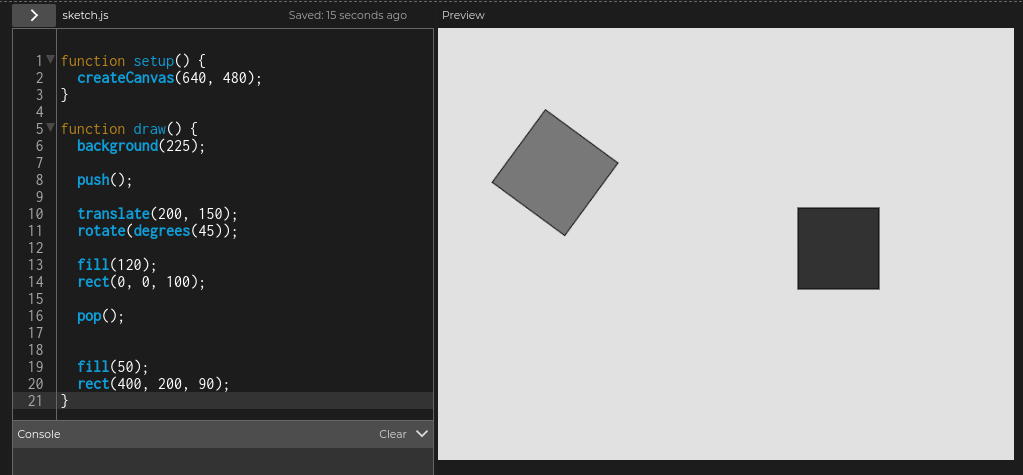 sketch.js
Saved: 15 seconds ago
Preview
1 function setup() {
2 createCanvas(640, 480);
3 }
4
5 function draw() {
6 background(225);
7
8 push();
9
10 translate(200, 150);
11 rotate(degrees(45));
12
13 fill(120);
14 rect(0, 0, 100);
15
16 pop();
17
18
19 fill(50);
20 rect(400, 200, 90);
21 }
Console
Clear